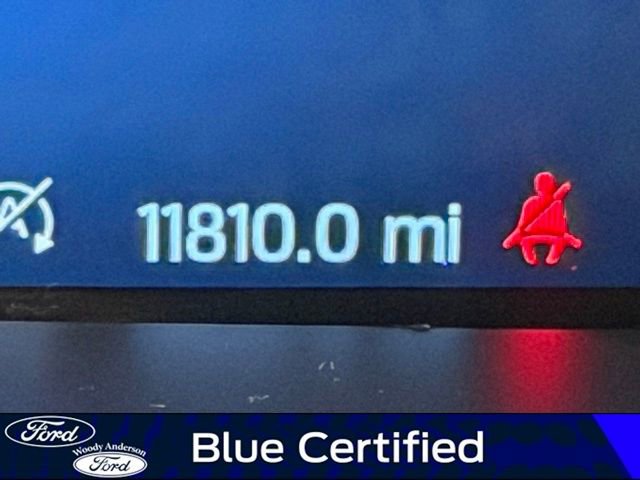 A
11810.0 mi
Ford
Woody Anderson
Ford
Blue Certified